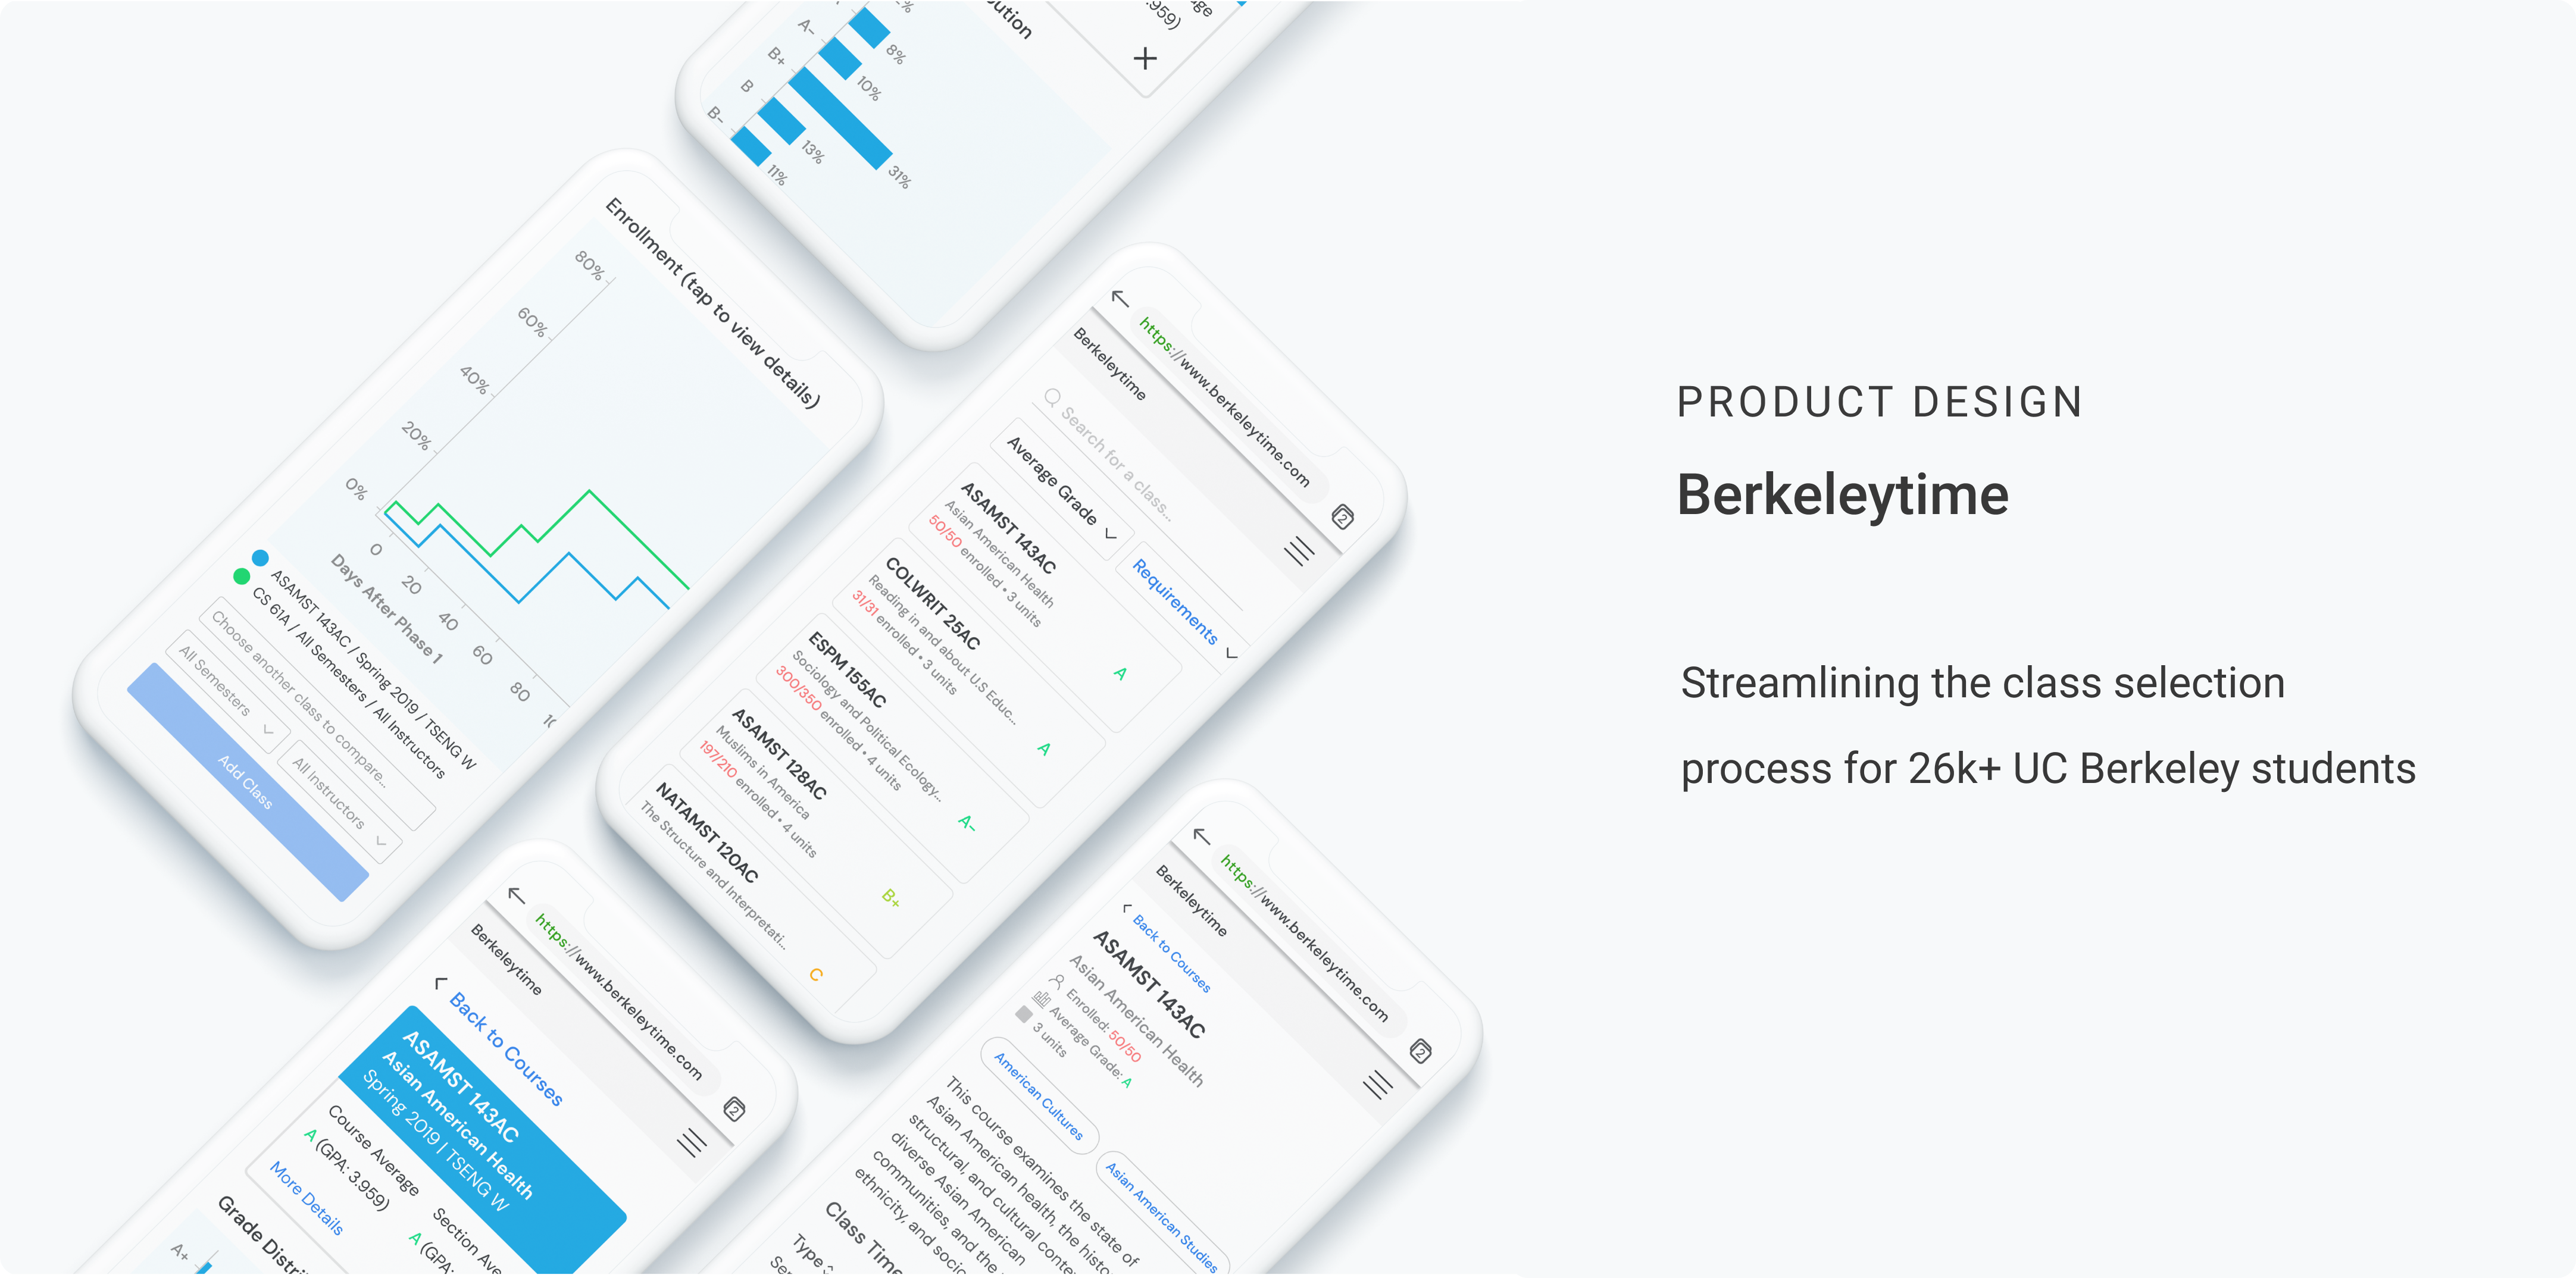 PRODUCT DESIGN
Berkeleytime
Streamlining the class selection
process for 26k+ UC Berkeley students
A-
8%
B+
10%
B
31%
B-
13%
11%
+
Enrollment (tap to view details)
80%
60%
40%
20%
0%
0
20
40
60
80
Days After Phase 1
ASAMST 143AC / Spring 2019 / TSENG W
CS 61A / All Semesters / All Instructors
Choose another class to compare...
All Semesters
All Instructors
Add Class
https://www.berkeleytime.com
2
Berkeleytime
Search for a class...
Average Grade
Requirements
ASAMST 143AC
Asian American Health
50/50 enrolled • 3 units
A
COLWRIT 25AC
Reading in and about U.S Educ...
31/31 enrolled • 3 units
A
ESPM 155AC
Sociology and Political Ecology...
300/350 enrolled • 4 units
A-
ASAMST 128AC
Muslims in America
197/210 enrolled • 4 units
B+
NATAMST 120AC
The Structure and Interpretati...
C
https://www.berkeleytime.com
2
Berkeleytime
Back to Courses
ASAMST 143AC
Asian American Health
Spring 2019 | TSENG W
Course Average
A (GPA: 3.959)
More Details
Section
A (GPA:
Grade
A+
https://www.berkeleytime.com
2
Berkeleytime
Back to Courses
ASAMST 143AC
Asian American Health
Enrolled: 50/50
Average Grade: A
3 units
American Cultures
Asian American Studies
This course examines the state of
Asian American health, the
structural, and cultural
diverse Asian American
communities, and the
ethnicity, and
Class
Type